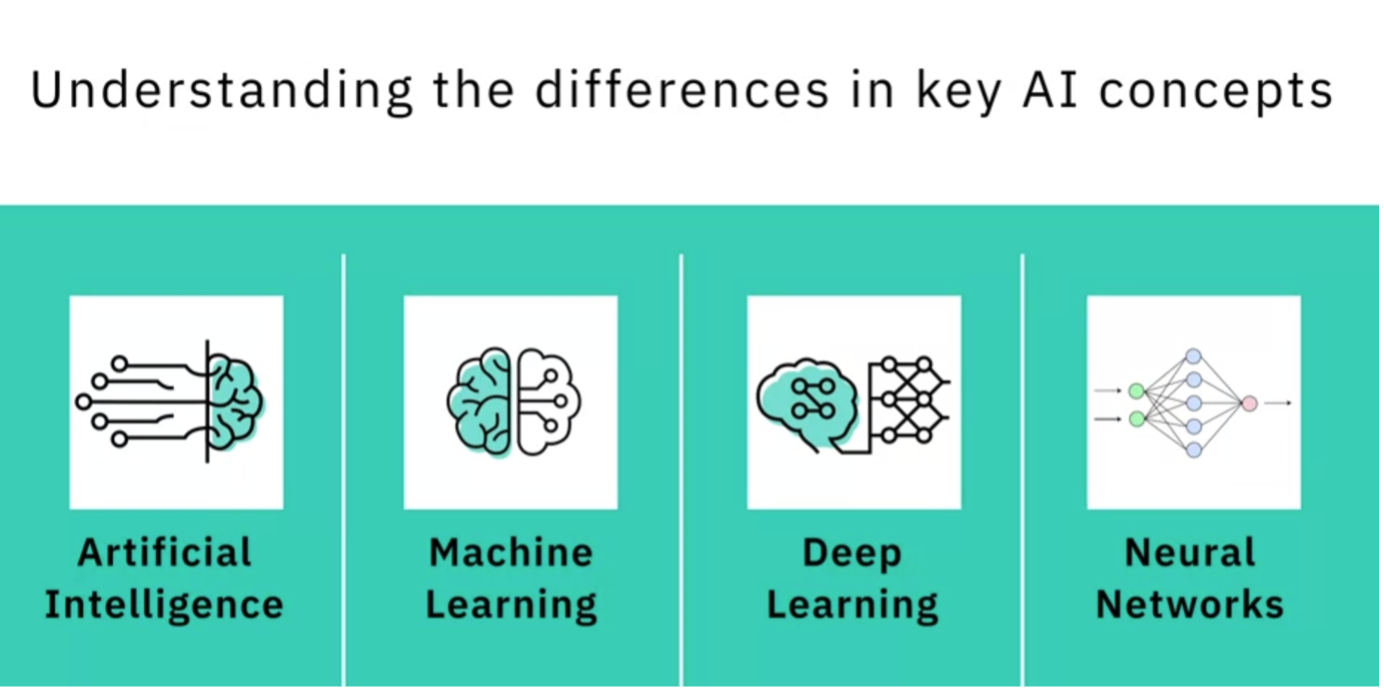 Understanding the differences in key AI concepts
Artificial
Intelligence
Machine
Learning
Deep
Learning
Neural
Networks